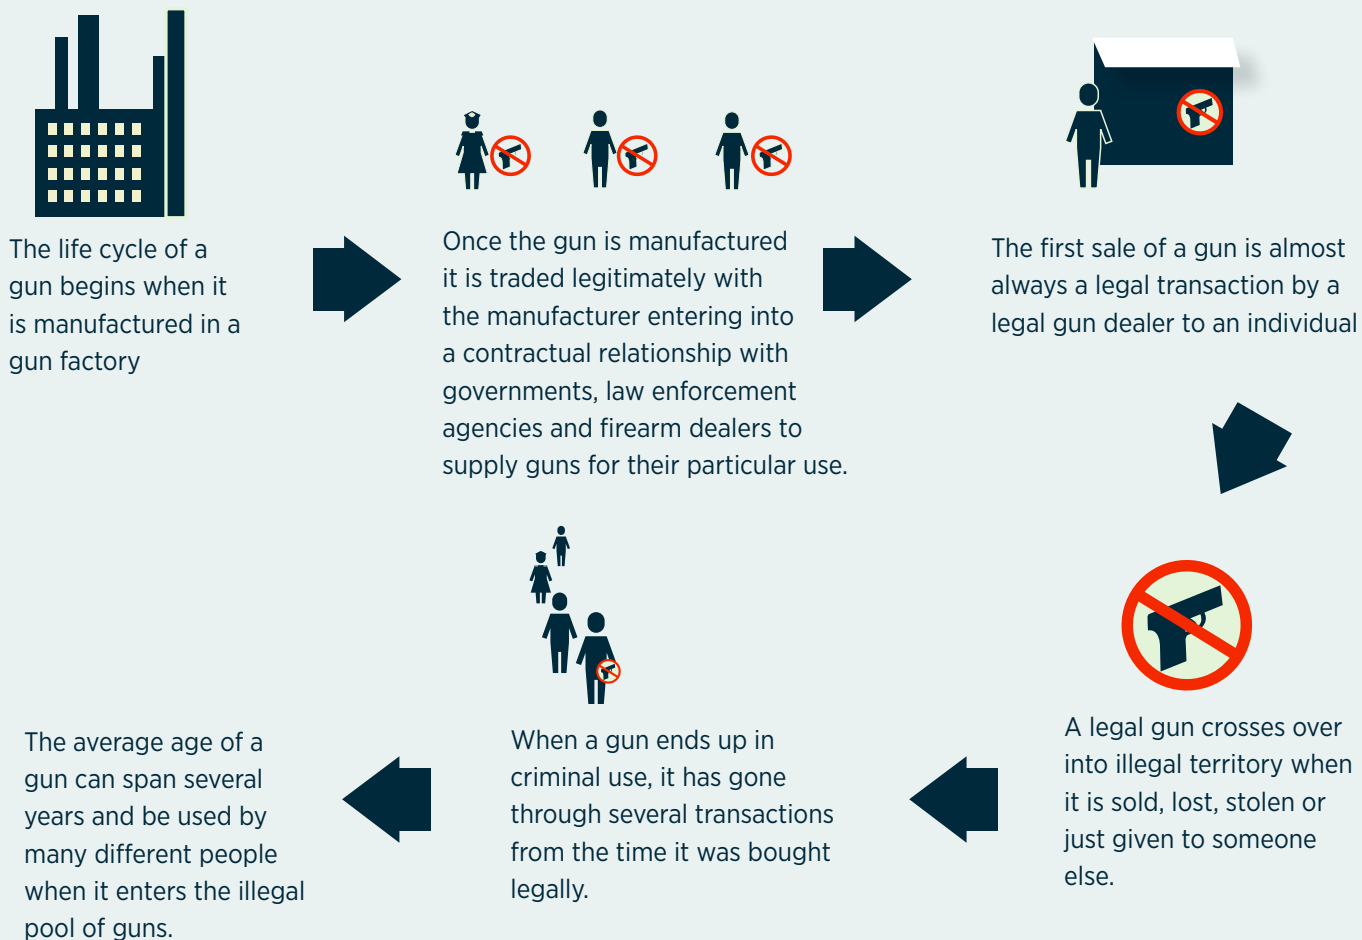 The life cycle of a
gun begins when it
is manufactured in a
gun factory
Once the gun is manufactured
it is traded legitimately with
the manufacturer entering into
a contractual relationship with
governments, law enforcement
agencies and firearm dealers to
supply guns for their particular use.
The first sale of a gun is almost
always a legal transaction by a
legal gun dealer to an individual
A legal gun crosses over
into illegal territory when
it is sold, lost, stolen or
just given to someone
else.
When a gun ends up in
criminal use, it has gone
through several transactions
from the time it was bought
legally.
The average age of a
gun can span several
years and be used by
many different people
when it enters the illegal
pool of guns.